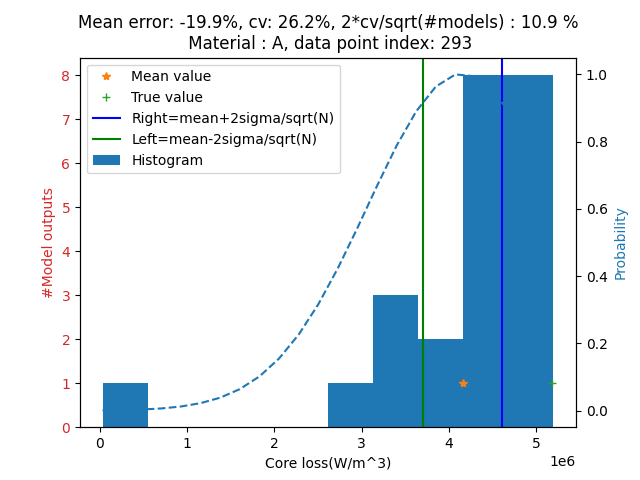 Mean error: -19.9%, cv: 26.2%, 2*cv/sqrt(#models) : 10.9 %
Material : A, data point index: 293
Mean value
True value
Right=mean+2sigma/sqrt(N)
Left=mean-2sigma/sqrt(N)
Histogram
#Model outputs
8
7
6
5
4
3
2
1
0
Probability
1.0
0.8
0.6
0.4
0.2
0.0
0 1 2 3 4 5
1e6
Core loss(W/m^3)